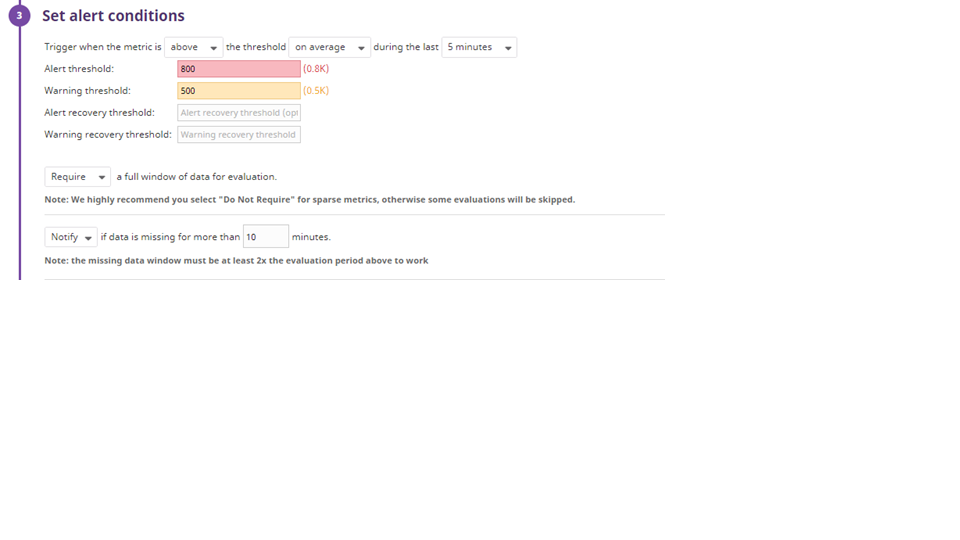 3 Set alert conditions
Trigger when the metric is above the threshold on average during the last 5 minutes
Alert threshold: 800 (0.8K)
Warning threshold: 500 (0.5K)
Alert recovery threshold: Alert recovery threshold (opt
Warning recovery threshold: Warning recovery threshold
Require a full window of data for evaluation.
Note: We highly recommend you select "Do Not Require" for sparse metrics, otherwise some evaluations will be skipped.
Notify if data is missing for more than 10 minutes.
Note: the missing data window must be at least 2x the evaluation period above to work